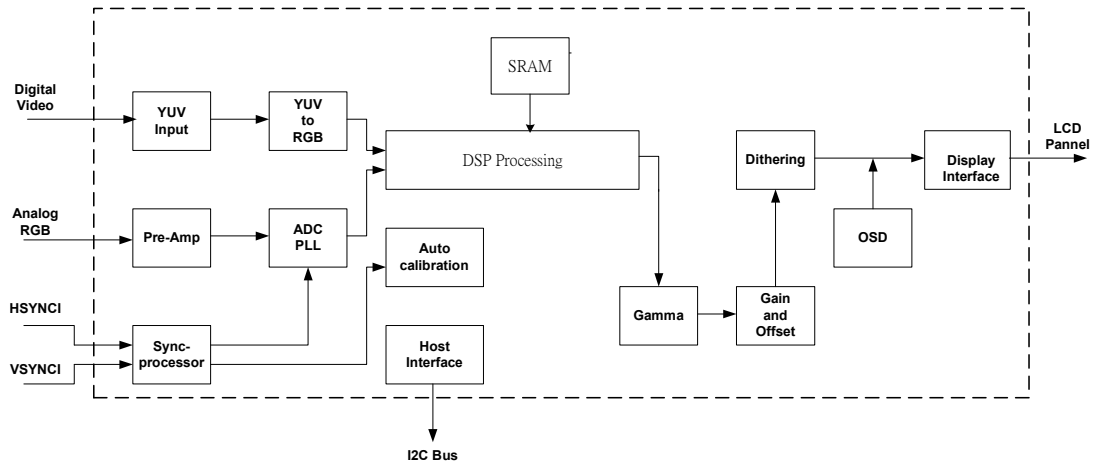 SRAM
Digital
Video
YUV
Input
YUV
to
RGB
DSP Processing
Dithering
Display
Interface
LCD
Pannel
Analog
RGB
Pre-Amp
ADC
PLL
Auto
calibration
OSD
HSYNCI
VSYNCI
Sync-
processor
Host
Interface
Gamma
Gain
and
Offset
I2C Bus